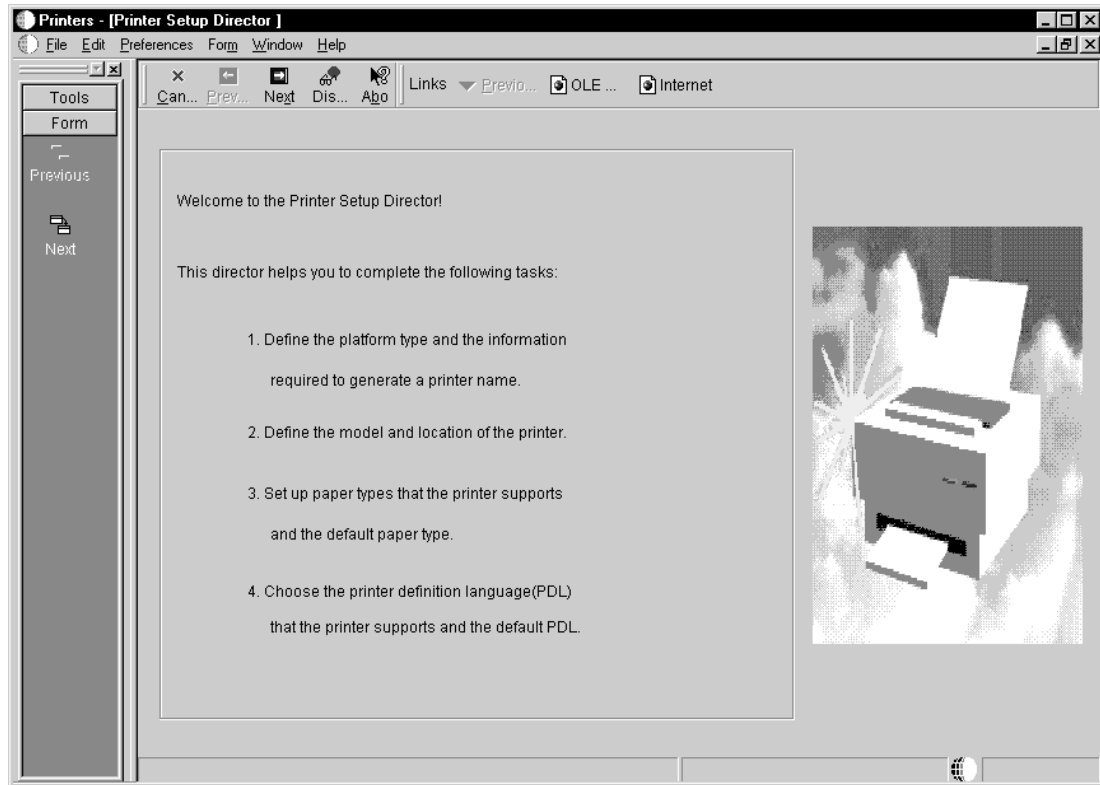 Printers - [Printer Setup Director ]
File Edit Preferences Form Window Help
Tools
Form
Previous
Next
Can... Prev... Next Dis... Abo Links Previo... OLE ... Internet
Welcome to the Printer Setup Director!
This director helps you to complete the following tasks:
1. Define the platform type and the information
required to generate a printer name.
2. Define the model and location of the printer.
3. Set up paper types that the printer supports
and the default paper type.
4. Choose the printer definition language(PDL)
that the printer supports and the default PDL.